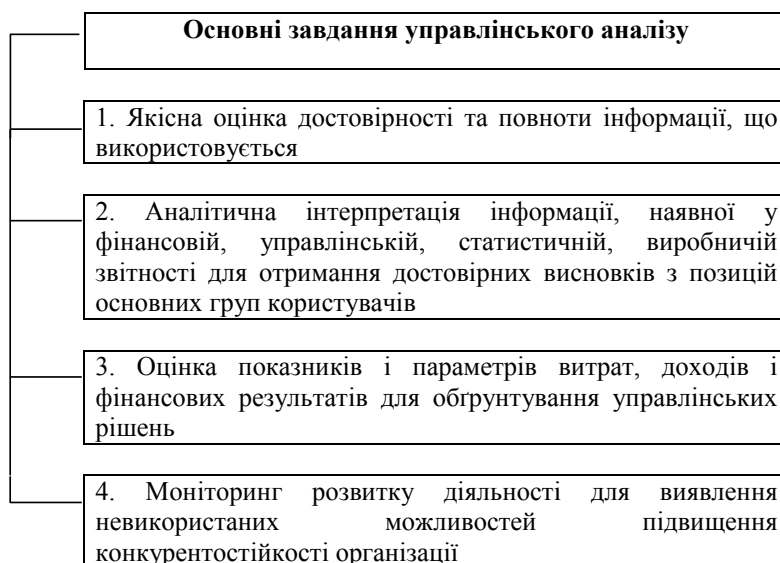 Основні завдання управлінського аналізу
1. Якісна оцінка достовірності та повноти інформації, що
використовується
2. Аналітична інтерпретація інформації, наявної у
фінансовій, управлінській, статистичній, виробничій
звітності для отримання достовірних висновків з позицій
основних груп користувачів
3. Оцінка показників і параметрів витрат, доходів і
фінансових результатів для обґрунтування управлінських
рішень
4. Моніторинг розвитку діяльності для виявлення
невикористаних можливостей підвищення
конкурентостійкості організації